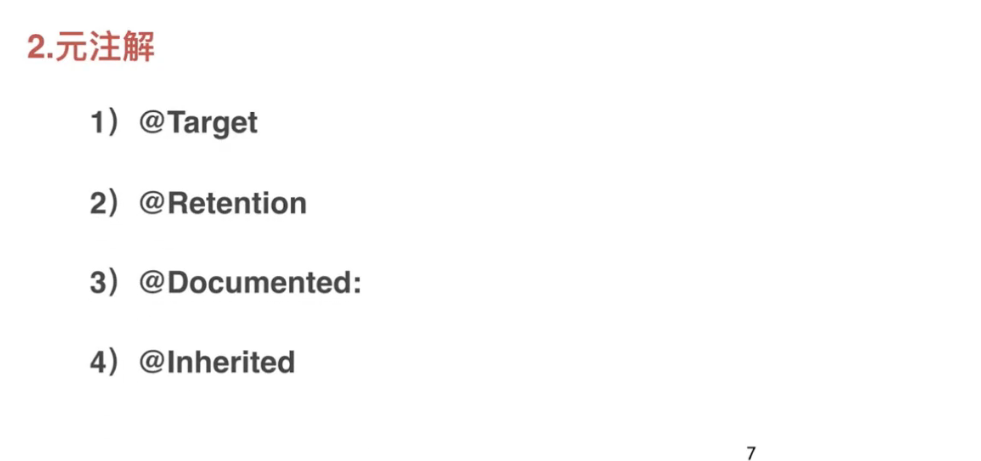 2.元注解
1）@Target
2）@Retention
3）@Documented:
4）@Inherited
7